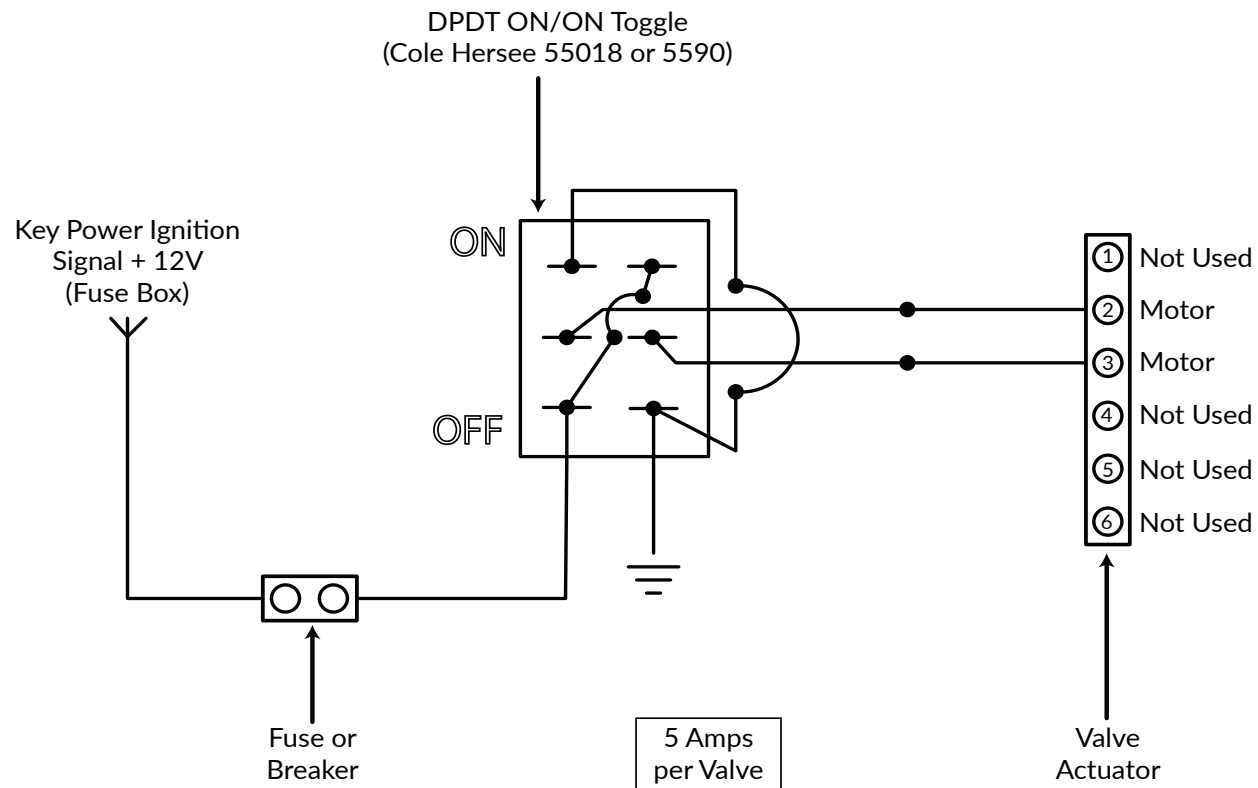 DPDT ON/ON Toggle
(Cole Hersee 55018 or 5590)
Key Power Ignition
Signal + 12V
(Fuse Box)
ON
OFF
1 Not Used
2 Motor
3 Motor
4 Not Used
5 Not Used
6 Not Used
Fuse or
Breaker
5 Amps
per Valve
Valve
Actuator